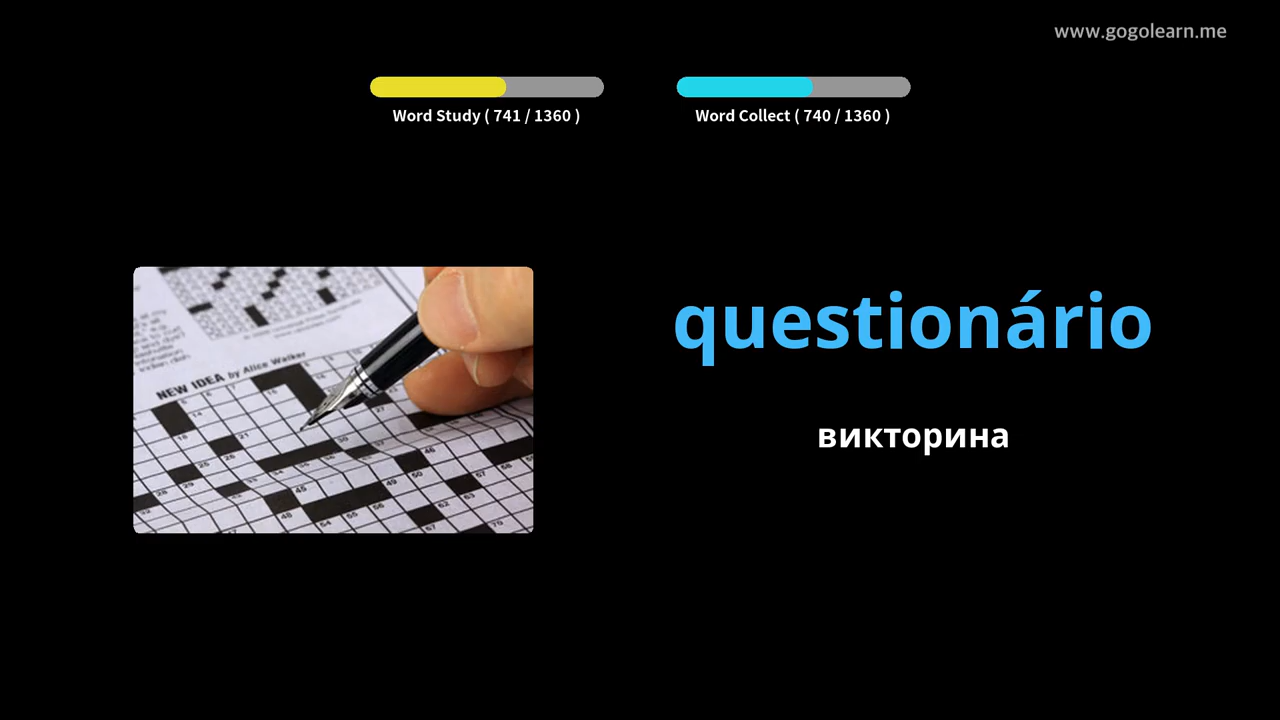 www.gogolearn.me
Word Study ( 741 / 1360 )
Word Collect ( 740 / 1360 )
NEW IDEA by Alice Walker
questionário
викторина